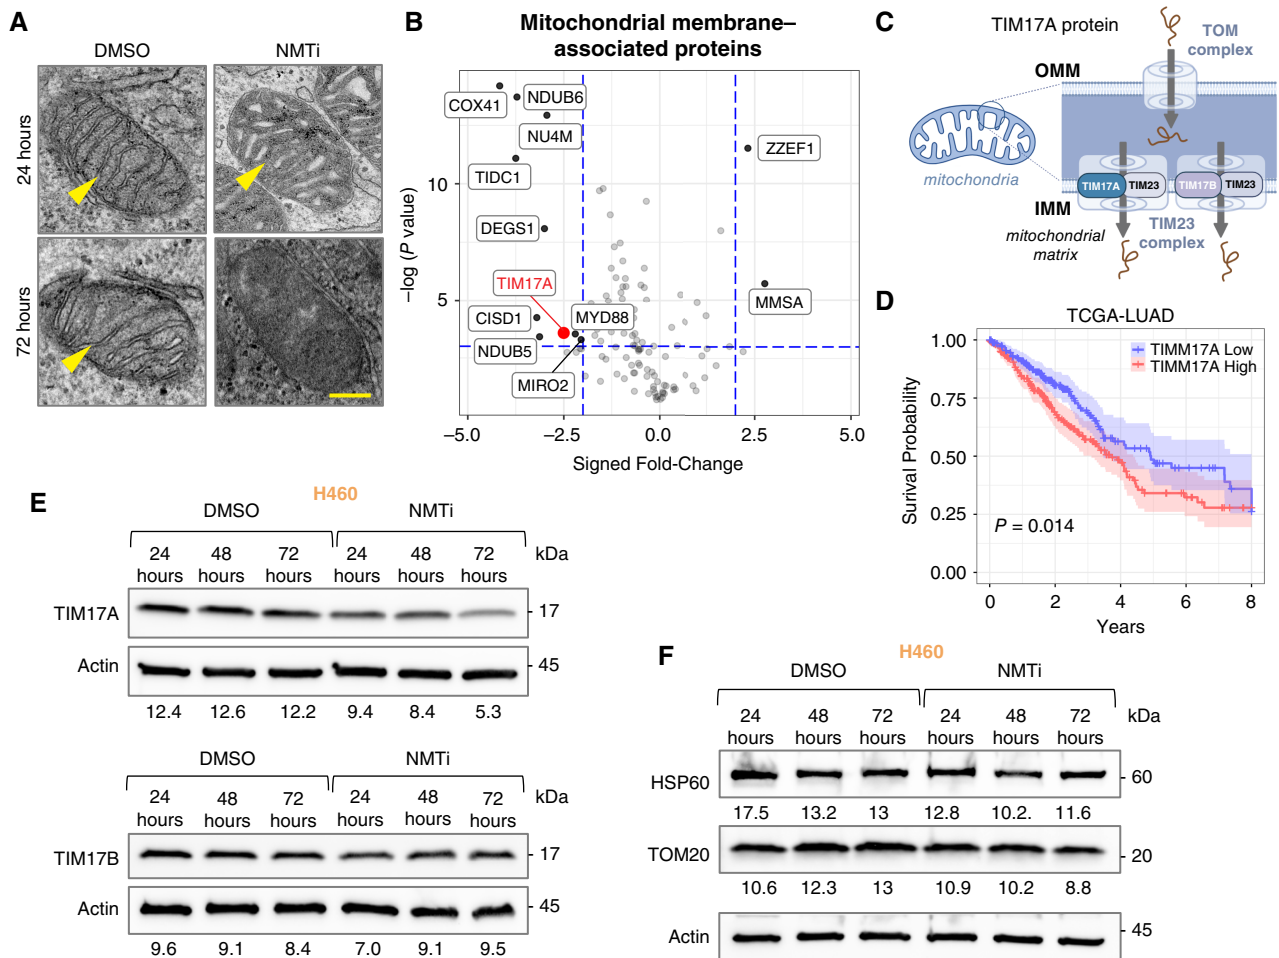 A
DMSO
NMTi
24 hours
72 hours
B
Mitochondrial membrane–
associated proteins
COX41
NDUB6
NU4M
TIDC1
DEGS1
TIM17A
CISD1
MYD88
NDUB5
MIRO2
ZZEF1
MMSA
–log (P value)
10
5
–5.0
–2.5
0.0
2.5
5.0
Signed Fold-Change
C
TIM17A protein
TOM
complex
OMM
mitochondria
TIM17A
TIM23
TIM17B
TIM23
IMM
TIM23
complex
mitochondrial
matrix
D
TCGA-LUAD
TIMM17A Low
TIMM17A High
Surival Probability
1.00
0.75
0.50
0.25
0.00
P = 0.014
0
2
4
6
8
Years
E
H460
DMSO
NMTi
24 48 72 24 48 72 kDa
hours hours hours hours hours hours
TIM17A
17
Actin
45
12.4 12.6 12.2 9.4 8.4 5.3
DMSO
NMTi
24 48 72 24 48 72 kDa
hours hours hours hours hours hours
TIM17B
17
Actin
45
9.6 9.1 8.4 7.0 9.1 9.5
F
H460
DMSO
NMTi
24 48 72 24 48 72 kDa
hours hours hours hours hours hours
HSP60
60
17.5 13.2 13 12.8 10.2. 11.6
TOM20
20
10.6 12.3 13 10.9 10.2 8.8
Actin
45